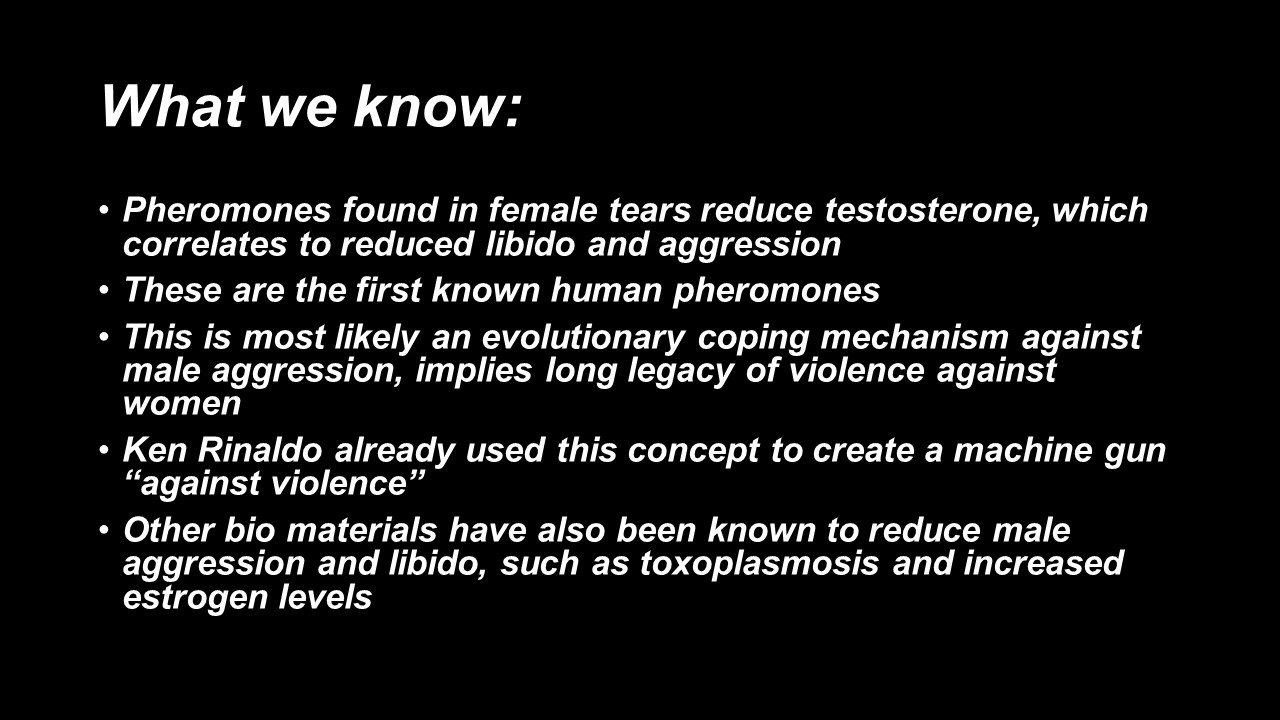 What we know:
• Pheromones found in female tears reduce testosterone, which
correlates to reduced libido and aggression
• These are the first known human pheromones
• This is most likely an evolutionary coping mechanism against
male aggression, implies long legacy of violence against
women
• Ken Rinaldo already used this concept to create a machine gun
“against violence”
• Other bio materials have also been known to reduce male
aggression and libido, such as toxoplasmosis and increased
estrogen levels